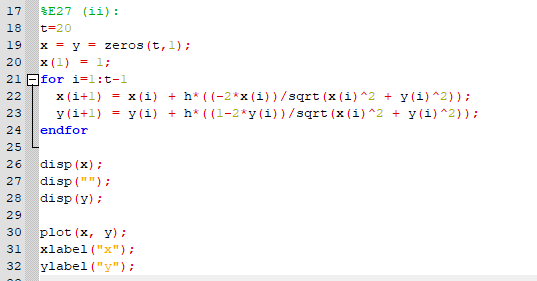 17 %E27 (ii):
18 t=20
19 x = y = zeros(t,1);
20 x(1) = 1;
21 for i=1:t-1
22 x(i+1) = x(i) + h*((-2*x(i))/sqrt(x(i)^2 + y(i)^2));
23 y(i+1) = y(i) + h*((1-2*y(i))/sqrt(x(i)^2 + y(i)^2));
24 endfor
25
26 disp(x);
27 disp("");
28 disp(y);
29
30 plot(x, y);
31 xlabel("x");
32 ylabel("y");